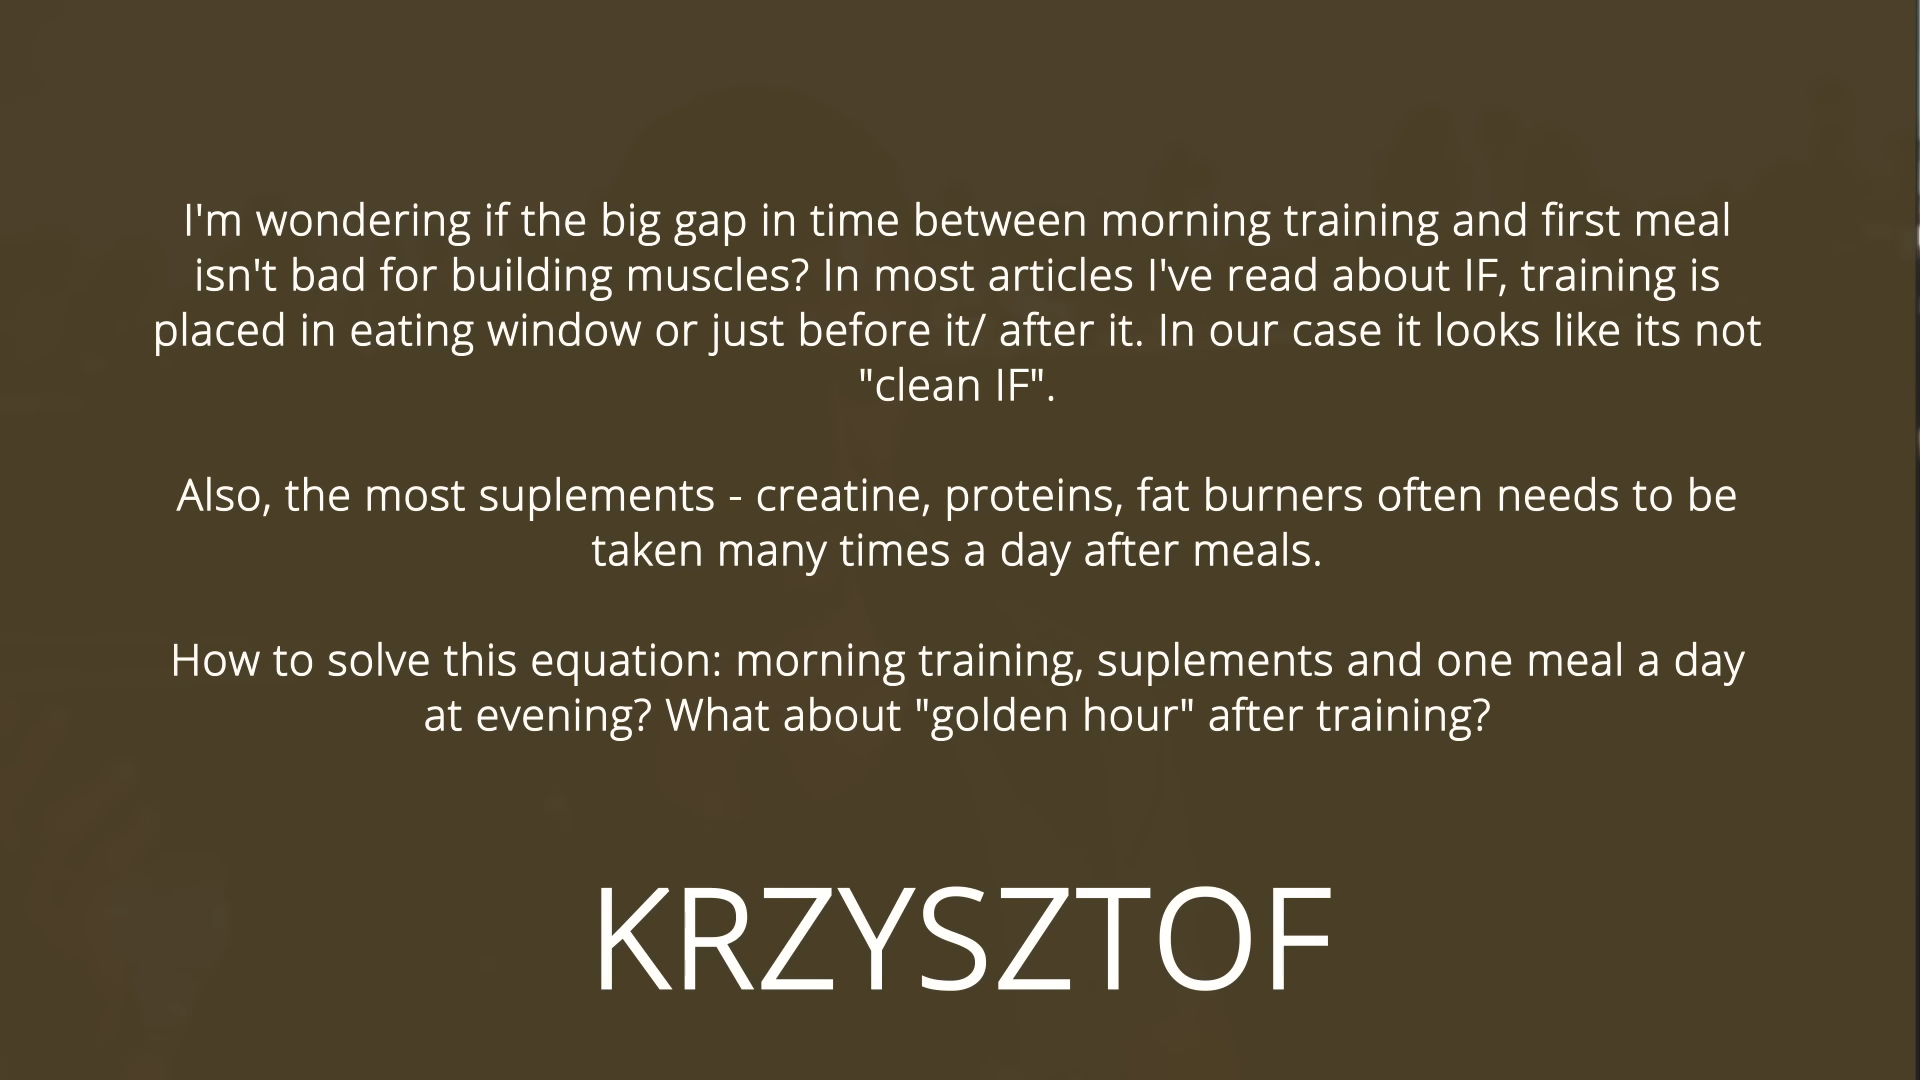 I'm wondering if the big gap in time between morning training and first meal
isn't bad for building muscles? In most articles I've read about IF, training is
placed in eating window or just before it/ after it. In our case it looks like its not
"clean IF".
Also, the most suplements - creatine, proteins, fat burners often needs to be
taken many times a day after meals.
How to solve this equation: morning training, suplements and one meal a day
at evening? What about "golden hour" after training?
KRZYSZTOF